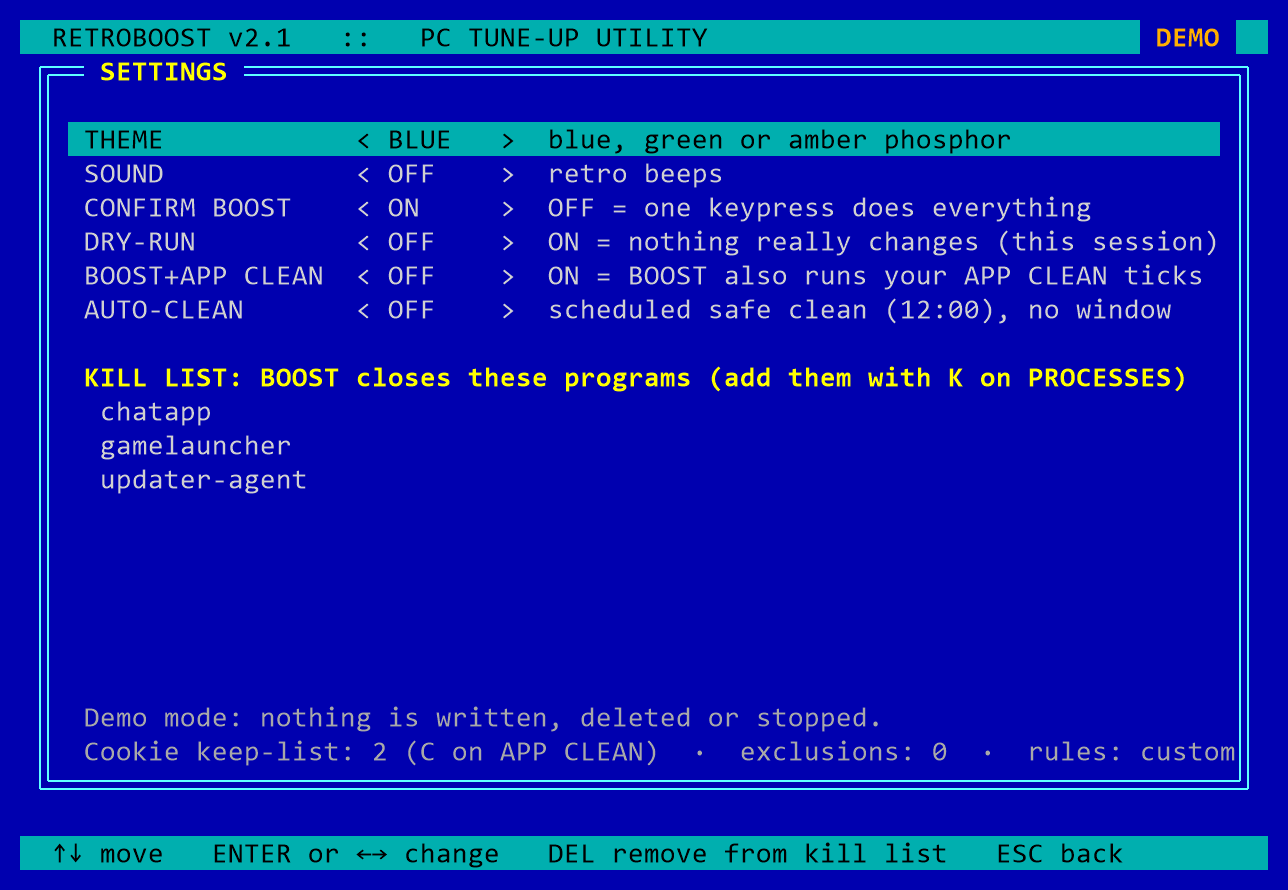 RETROBOOST v2.1 :: PC TUNE-UP UTILITY DEMO
SETTINGS
THEME < BLUE > blue, green or amber phosphor
SOUND < OFF > retro beeps
CONFIRM BOOST < ON > OFF = one keypress does everything
DRY-RUN < OFF > ON = nothing really changes (this session)
BOOST+APP CLEAN < OFF > ON = BOOST also runs your APP CLEAN ticks
AUTO-CLEAN < OFF > scheduled safe clean (12:00), no window
KILL LIST: BOOST closes these programs (add them with K on PROCESSES)
chatapp
gamelauncher
updater-agent
Demo mode: nothing is written, deleted or stopped.
Cookie keep-list: 2 (C on APP CLEAN) · exclusions: 0 · rules: custom
↑↓ move ENTER or ←→ change DEL remove from kill list ESC back